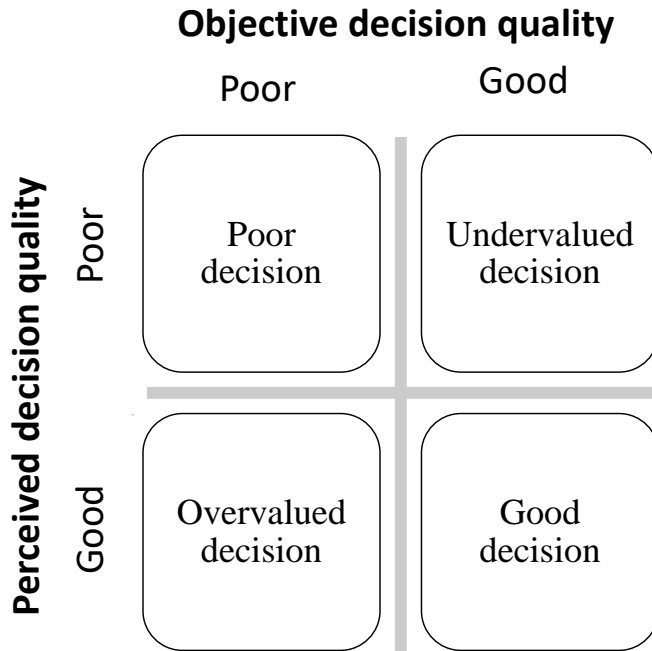 Objective decision quality
Poor
Good
Perceived decision quality
Poor
Poor
decision
Undervalued
decision
Good
Overvalued
decision
Good
decision